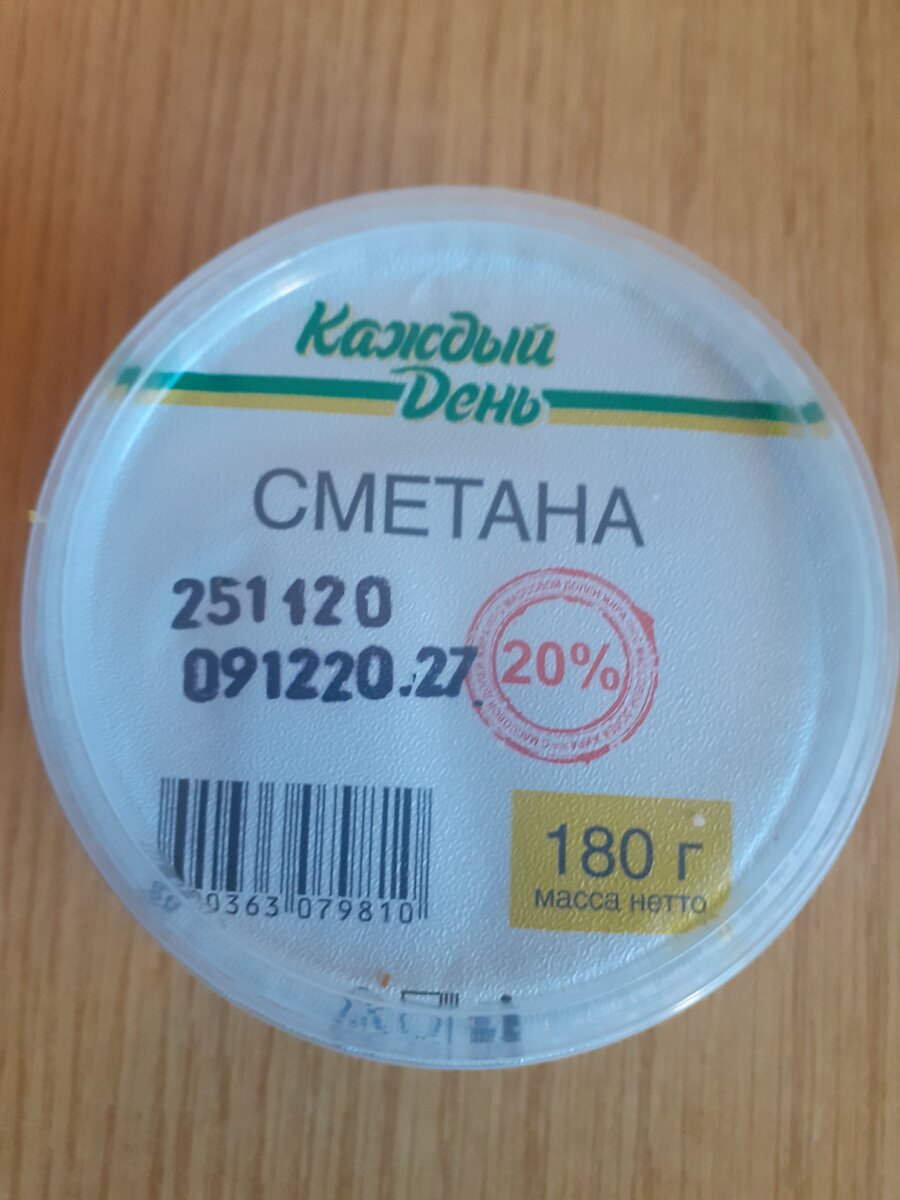 Каждый
День
СМЕТАНА
251120
091220.27
20%
0363 079810
180 г
масса нетто